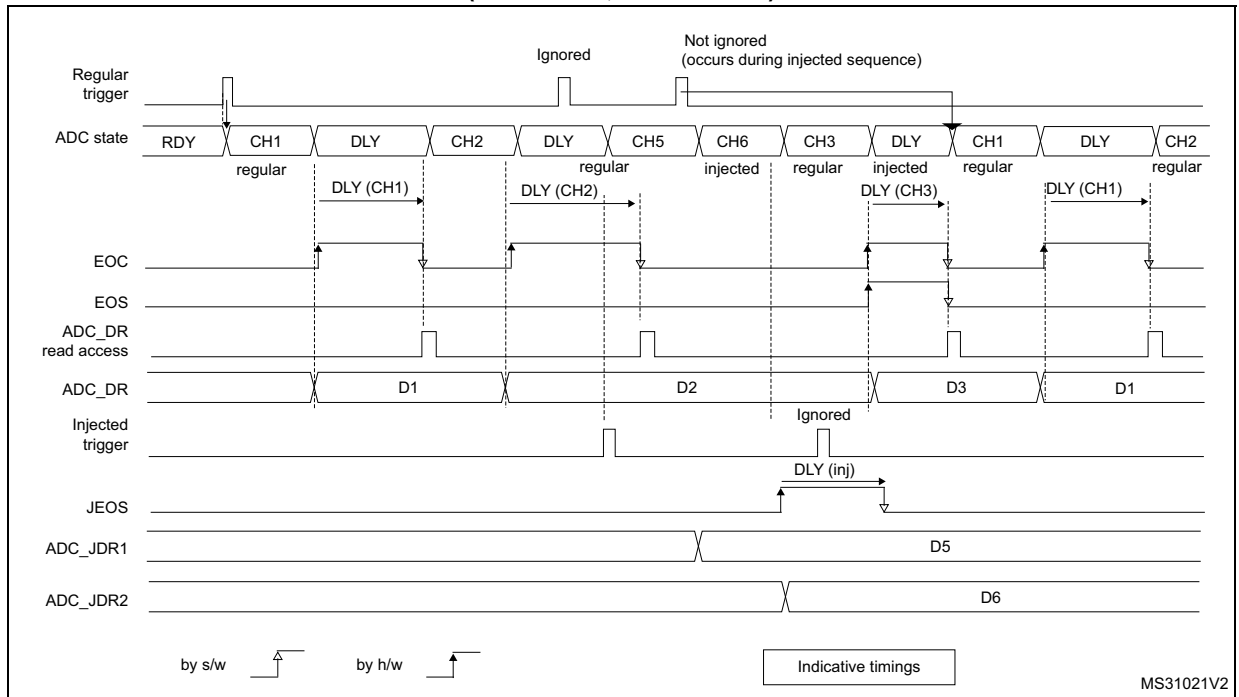 Ignored
Not ignored
(occurs during injected sequence)
Regular
trigger
ADC state
RDY CH1 DLY CH2 DLY CH5 CH6 CH3 DLY CH1 DLY CH2
regular regular injected regular injected regular regular
DLY (CH1) DLY (CH2) DLY (CH3) DLY (CH1)
EOC
EOS
ADC_DR
read access
ADC_DR D1 D2 D3 D1
Injected
trigger
Ignored
DLY (inj)
JEOS
ADC_JDR1 D5
ADC_JDR2 D6
by s/w by h/w Indicative timings
MS31021V2